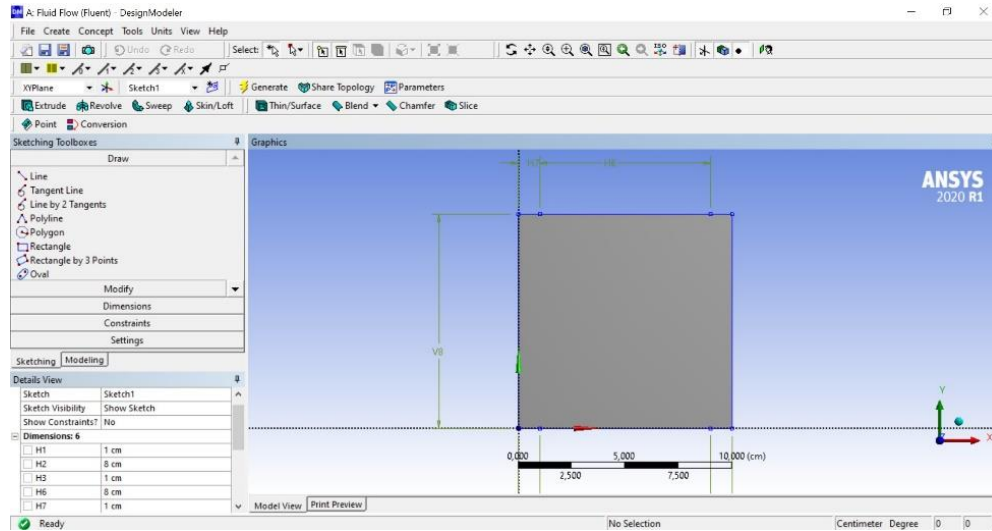 A: Fluid Flow (Fluent) - DesignModeler
File Create Concept Tools Units View Help
Undo Redo Select:
XYPlane Sketch1 Generate Share Topology Parameters
Extrude Revolve Sweep Skin/Loft Thin/Surface Blend Chamfer Slice
Point Conversion
Sketching Toolboxes
Draw
Line
Tangent Line
Line by 2 Tangents
Polyline
Polygon
Rectangle
Rectangle by 3 Points
Oval
Modify
Dimensions
Constraints
Settings
Sketching Modeling
Details View
Sketch Sketch1
Sketch Visibility Show Sketch
Show Constraints? No
Dimensions: 6
H1 1 cm
H2 8 cm
H3 1 cm
H6 8 cm
H7 1 cm
Graphics
H7 H6
ANSYS
2020 R1
V8
Y
X
0,000 5,000 10,000 (cm)
2,500 7,500
Model View Print Preview
Ready No Selection Centimeter Degree 0 0